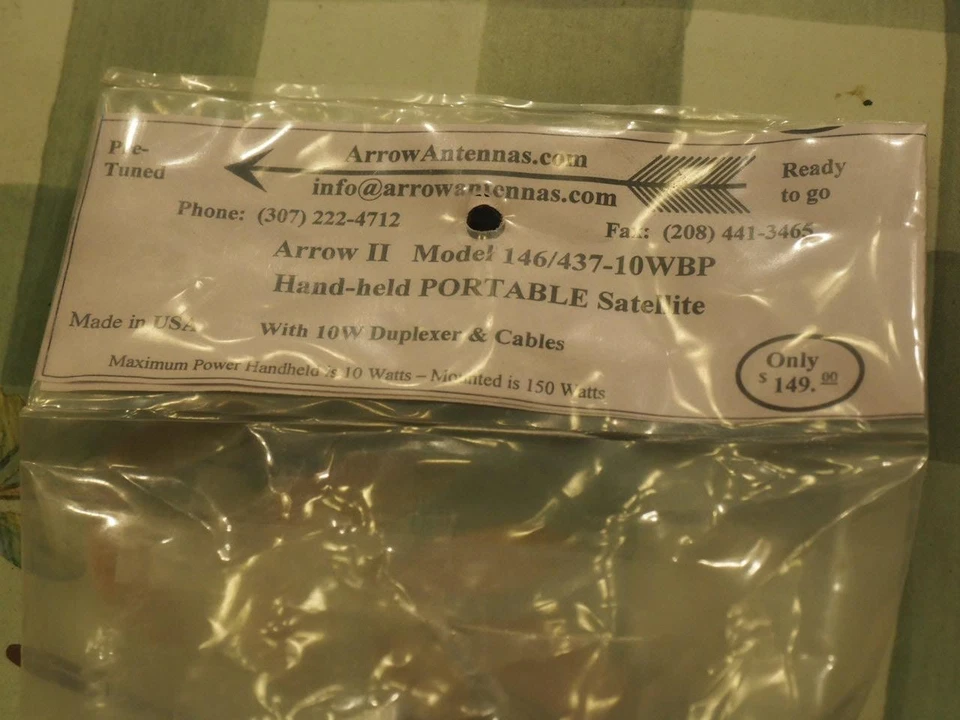 Pre-
Tuned
ArrowAntennas.com
info@arrowantennas.com
Ready
to go
Phone: (307) 222-4712
Fax: (208) 441-3465
Arrow II Model 146/437-10WBP
Hand-held PORTABLE Satellite
Made in USA
With 10W Duplexer & Cables
Maximum Power Handheld is 10 Watts – Mounted is 150 Watts
Only
$ 149. 00